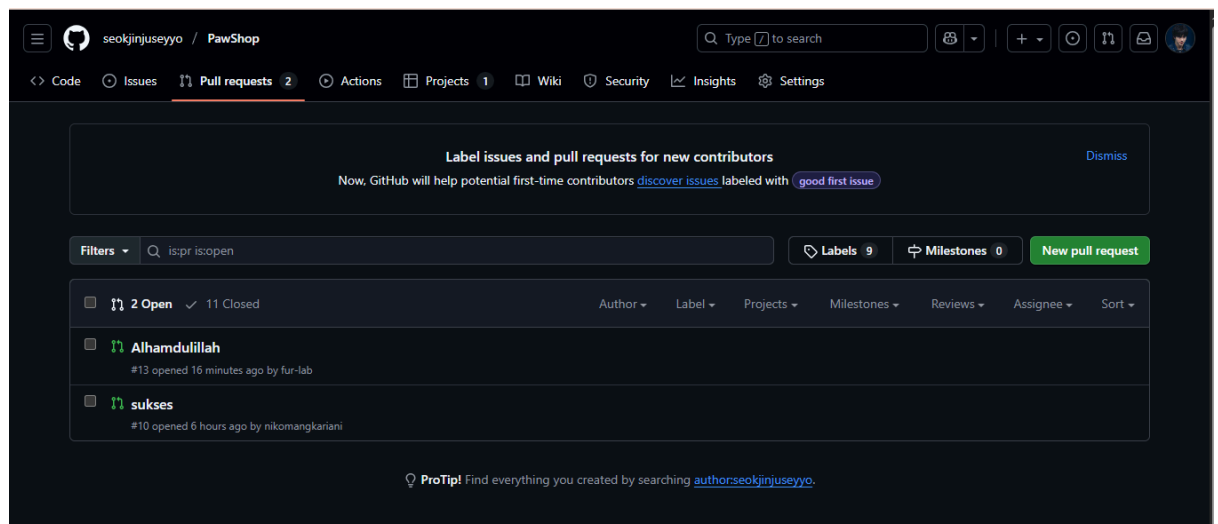 seokjinjuseyyo / PawShop
Type / to search
<> Code Issues Pull requests 2 Actions Projects 1 Wiki Security Insights Settings
Label issues and pull requests for new contributors
Dismiss
Now, GitHub will help potential first-time contributors discover issues labeled with good first issue
Filters is:pr is:open Labels 9 Milestones 0 New pull request
2 Open 11 Closed Author Label Projects Milestones Reviews Assignee Sort
Alhamdulillah
#13 opened 16 minutes ago by fur-lab
sukses
#10 opened 6 hours ago by nikomangkariani
ProTip! Find everything you created by searching author:seokjinjuseyyo.